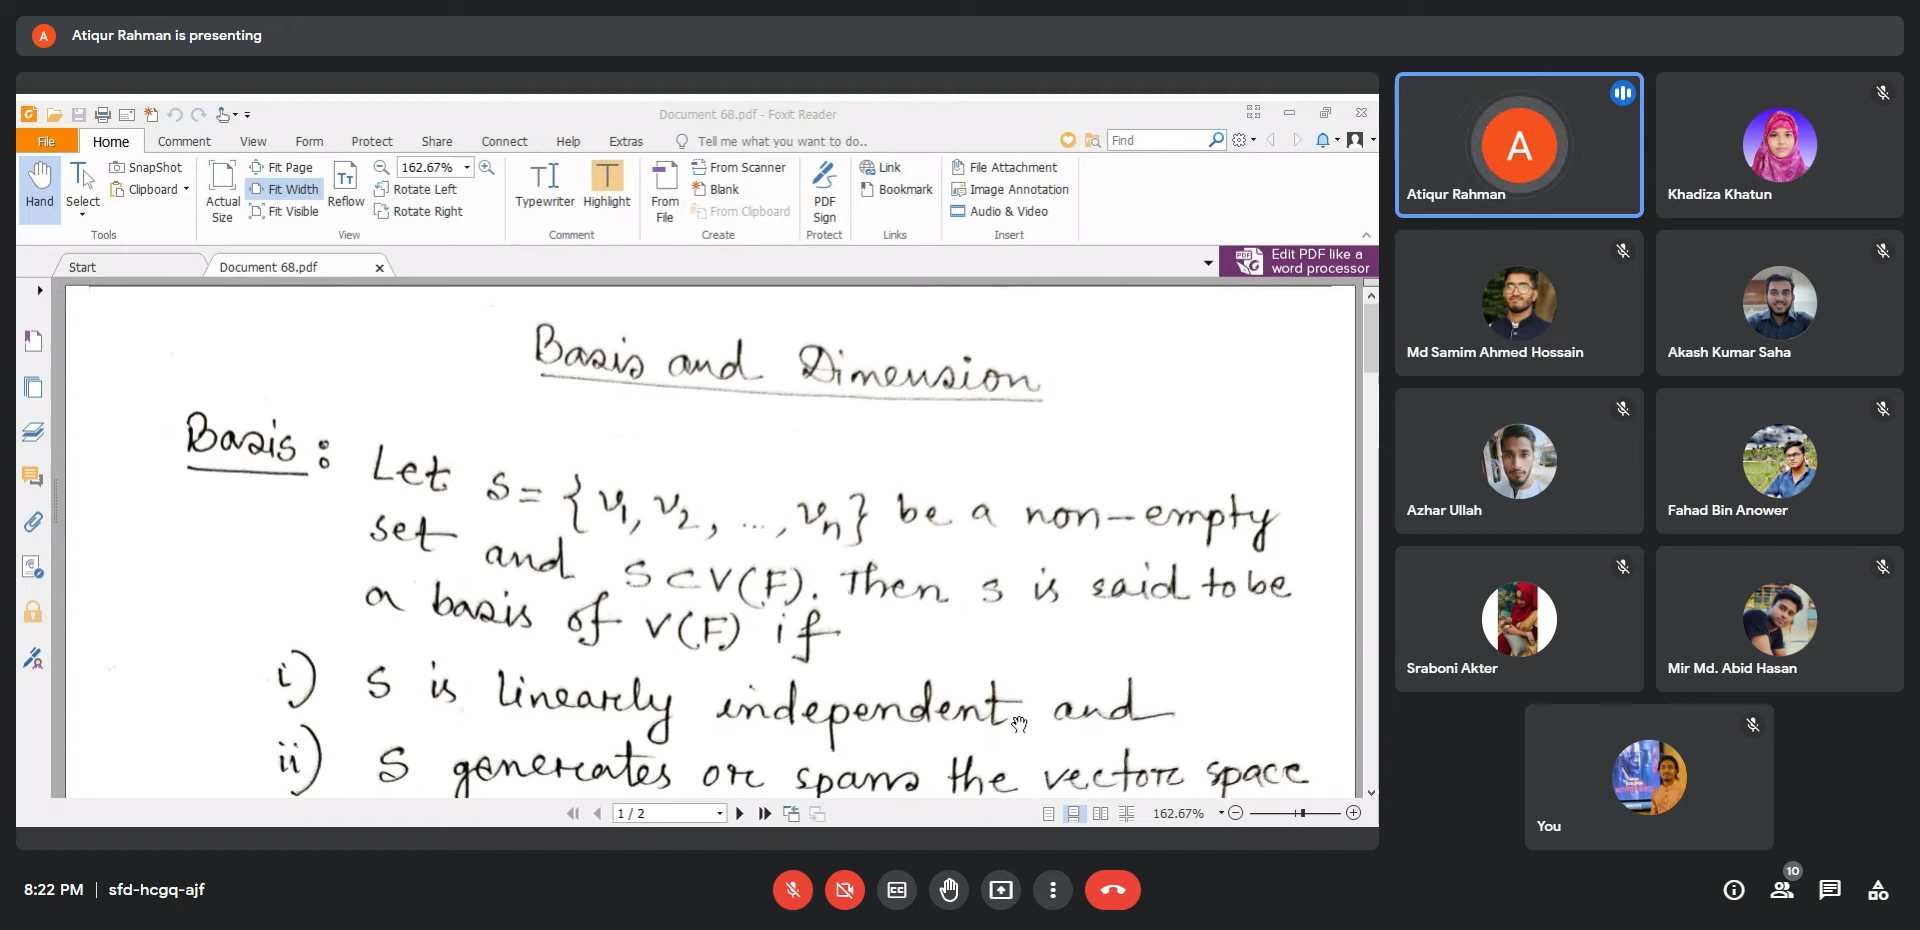 A Atiqur Rahman is presenting
Document 68.pdf - Foxit Reader
File Home Comment View Form Protect Share Connect Help Extras Tell me what you want to do.. Find
Hand
Select
SnapShot
Clipboard
Tools
Actual Size
Fit Page
Fit Width
Fit Visible
Reflow
162.67%
Rotate Left
Rotate Right
View
Typewriter
Highlight
Comment
From File
From Scanner
Blank
From Clipboard
Create
PDF Sign
Protect
Link
Bookmark
Links
File Attachment
Image Annotation
Audio & Video
Insert
Start Document 68.pdf
Edit PDF like a
word processor
Basis and Dimension
Basis: Let S = {v1, v2, ..., vn} be a non-empty
set and S⊂V(F). Then S is said to be
a basis of V(F) if
i) S is linearly independent and
ii) S generates or spans the vector space
1 / 2
162.67%
A
Atiqur Rahman
Khadiza Khatun
Md Samim Ahmed Hossain
Akash Kumar Saha
Azhar Ullah
Fahad Bin Anower
Sraboni Akter
Mir Md. Abid Hasan
You
8:22 PM | sfd-hcgq-ajf
10